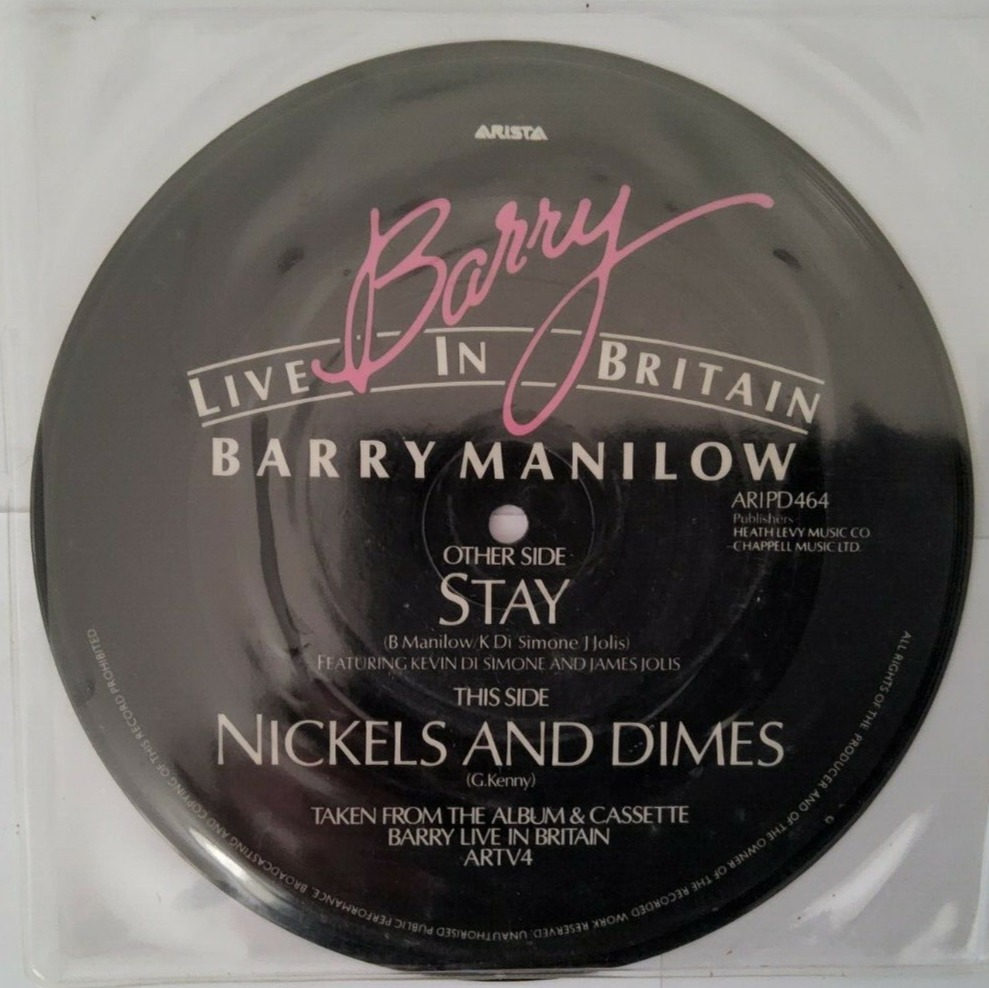 ARISTA
Barry
LIVE IN BRITAIN
BARRY MANILOW
ARIPD464
Publishers
HEATH LEVY MUSIC CO
CHAPPELL MUSIC LTD.
OTHER SIDE
STAY
(B Manilow/K Di Simone/J Jolis)
FEATURING KEVIN DI SIMONE AND JAMES JOLIS
THIS SIDE
NICKELS AND DIMES
(G.Kenny)
TAKEN FROM THE ALBUM & CASSETTE
BARRY LIVE IN BRITAIN
ARTV4
ALL RIGHTS OF THE PRODUCER AND OF THE OWNER OF THE RECORDED WORK RESERVED. UNAUTHORISED PUBLIC PERFORMANCE, BROADCASTING AND COPYING OF THIS RECORD PROHIBITED